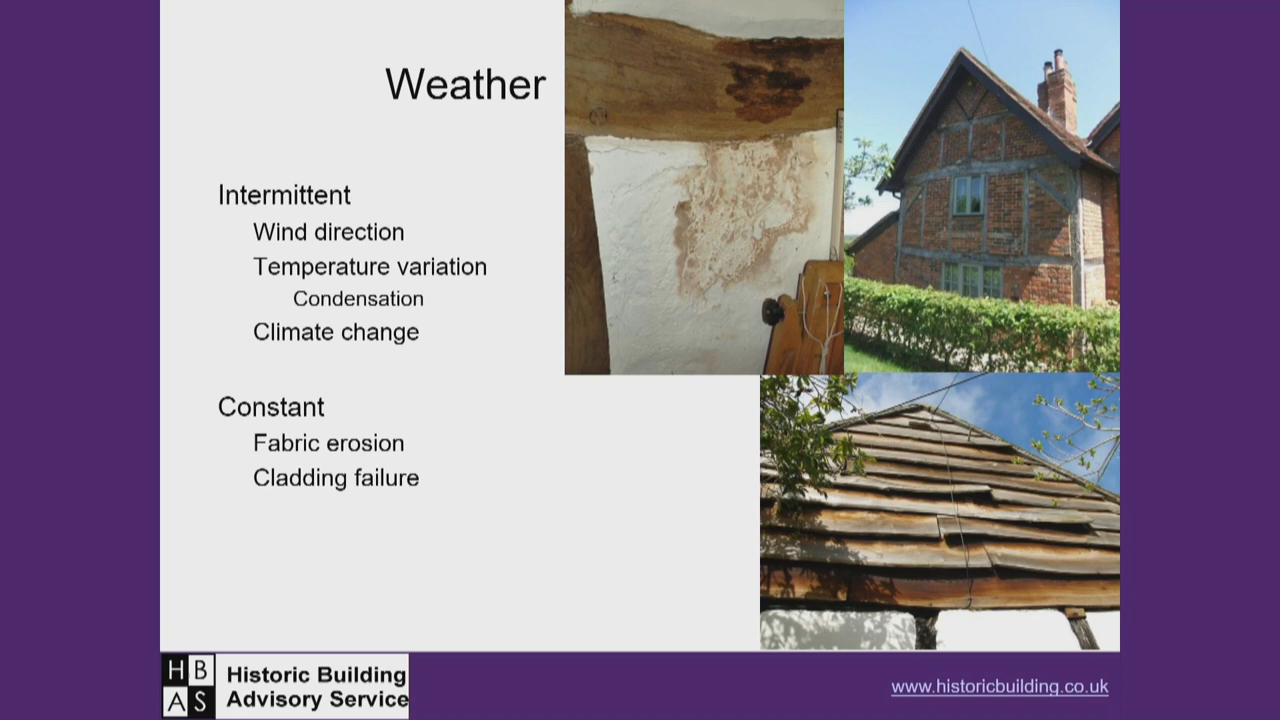 Weather
Intermittent
Wind direction
Temperature variation
Condensation
Climate change
Constant
Fabric erosion
Cladding failure
H B
A S
Historic Building
Advisory Service
www.historicbuilding.co.uk